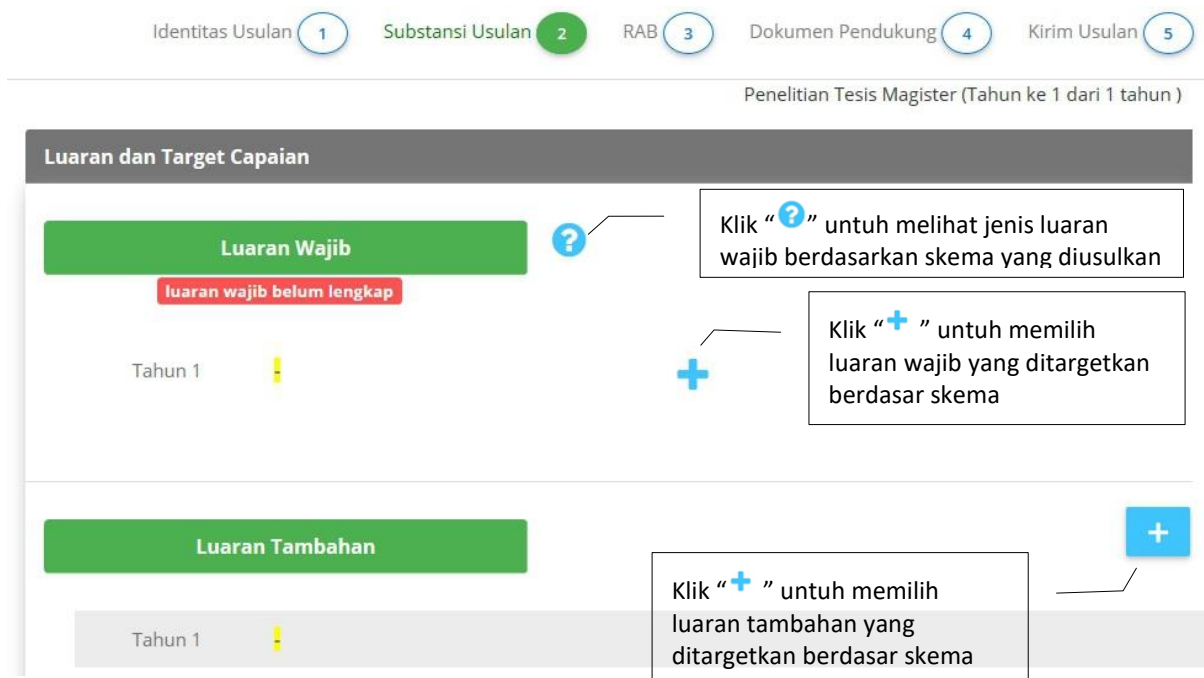 Identitas Usulan 1 Substansi Usulan 2 RAB 3 Dokumen Pendukung 4 Kirim Usulan 5
Penelitian Tesis Magister (Tahun ke 1 dari 1 tahun )
Luaran dan Target Capaian
Luaran Wajib
luaran wajib belum lengkap
?
Klik “?” untuh melihat jenis luaran
wajib berdasarkan skema yang diusulkan
Tahun 1 -
+
Klik “+ ” untuh memilih
luaran wajib yang ditargetkan
berdasar skema
Luaran Tambahan
+
Klik “+ ” untuh memilih
luaran tambahan yang
ditargetkan berdasar skema
Tahun 1 -